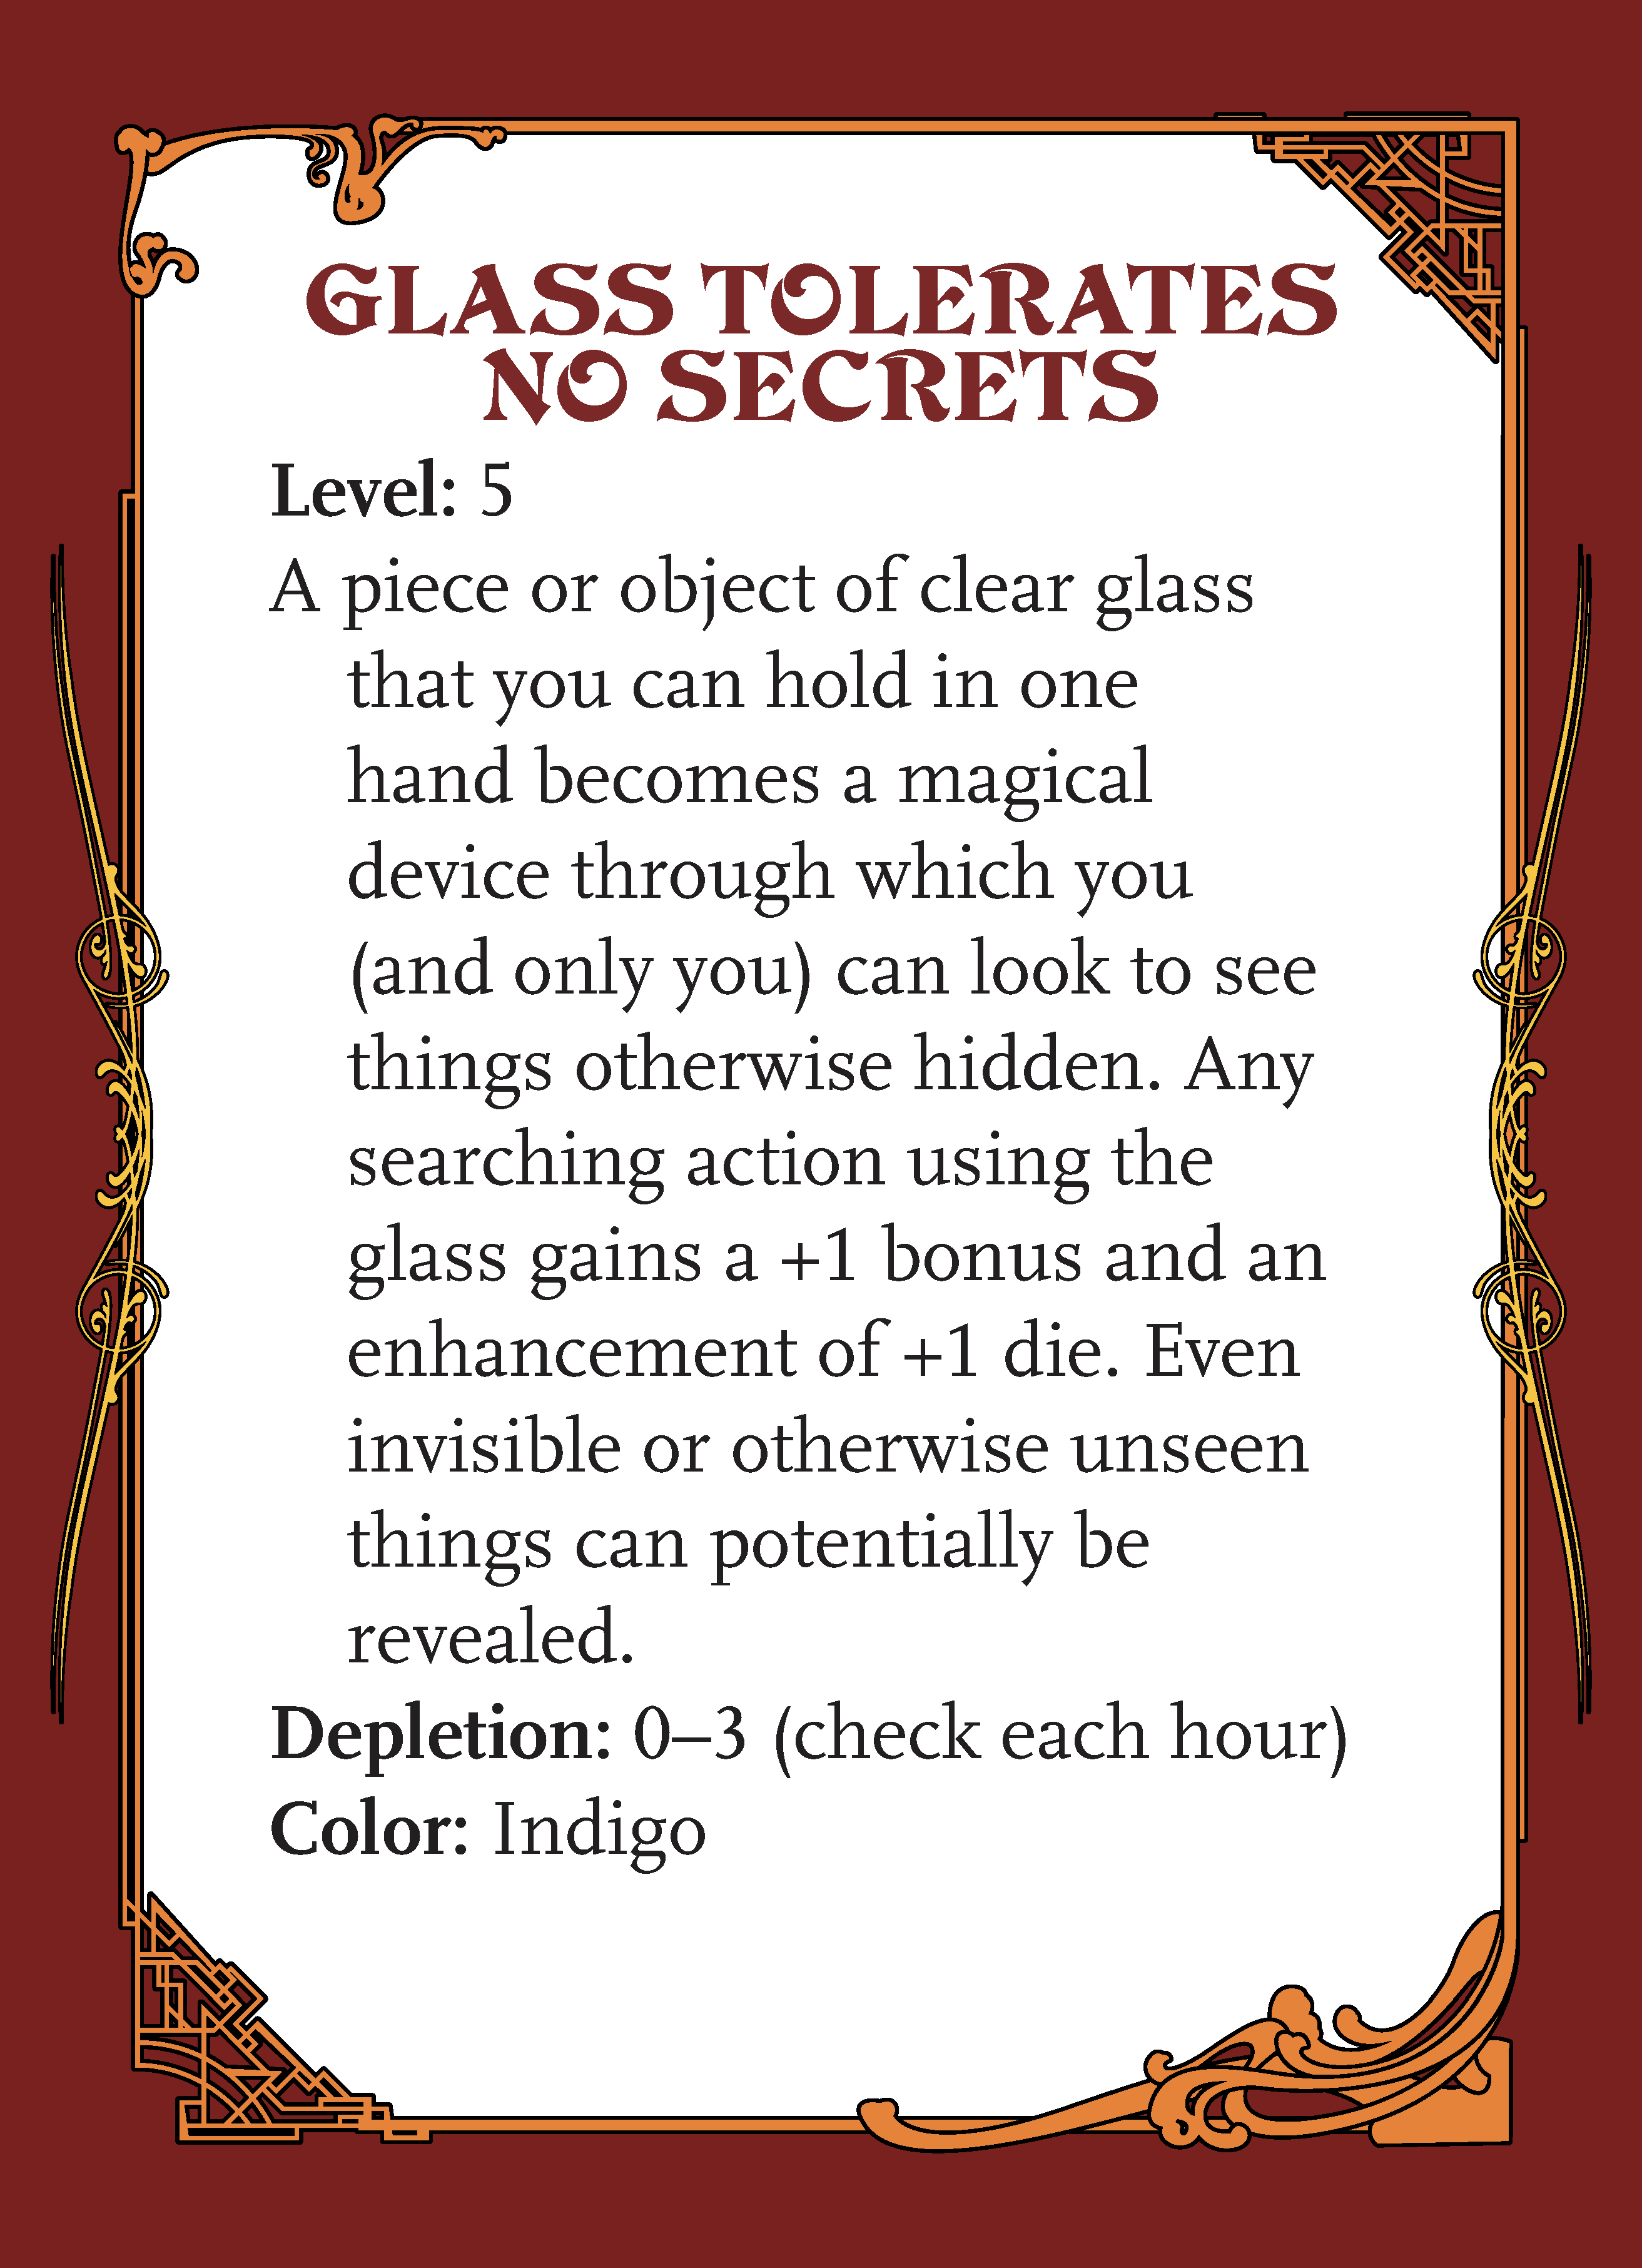 GLASS TOLERATES
NO SECRETS
Level: 5
A piece or object of clear glass
that you can hold in one
hand becomes a magical
device through which you
(and only you) can look to see
things otherwise hidden. Any
searching action using the
glass gains a +1 bonus and an
enhancement of +1 die. Even
invisible or otherwise unseen
things can potentially be
revealed.
Depletion: 0–3 (check each hour)
Color: Indigo